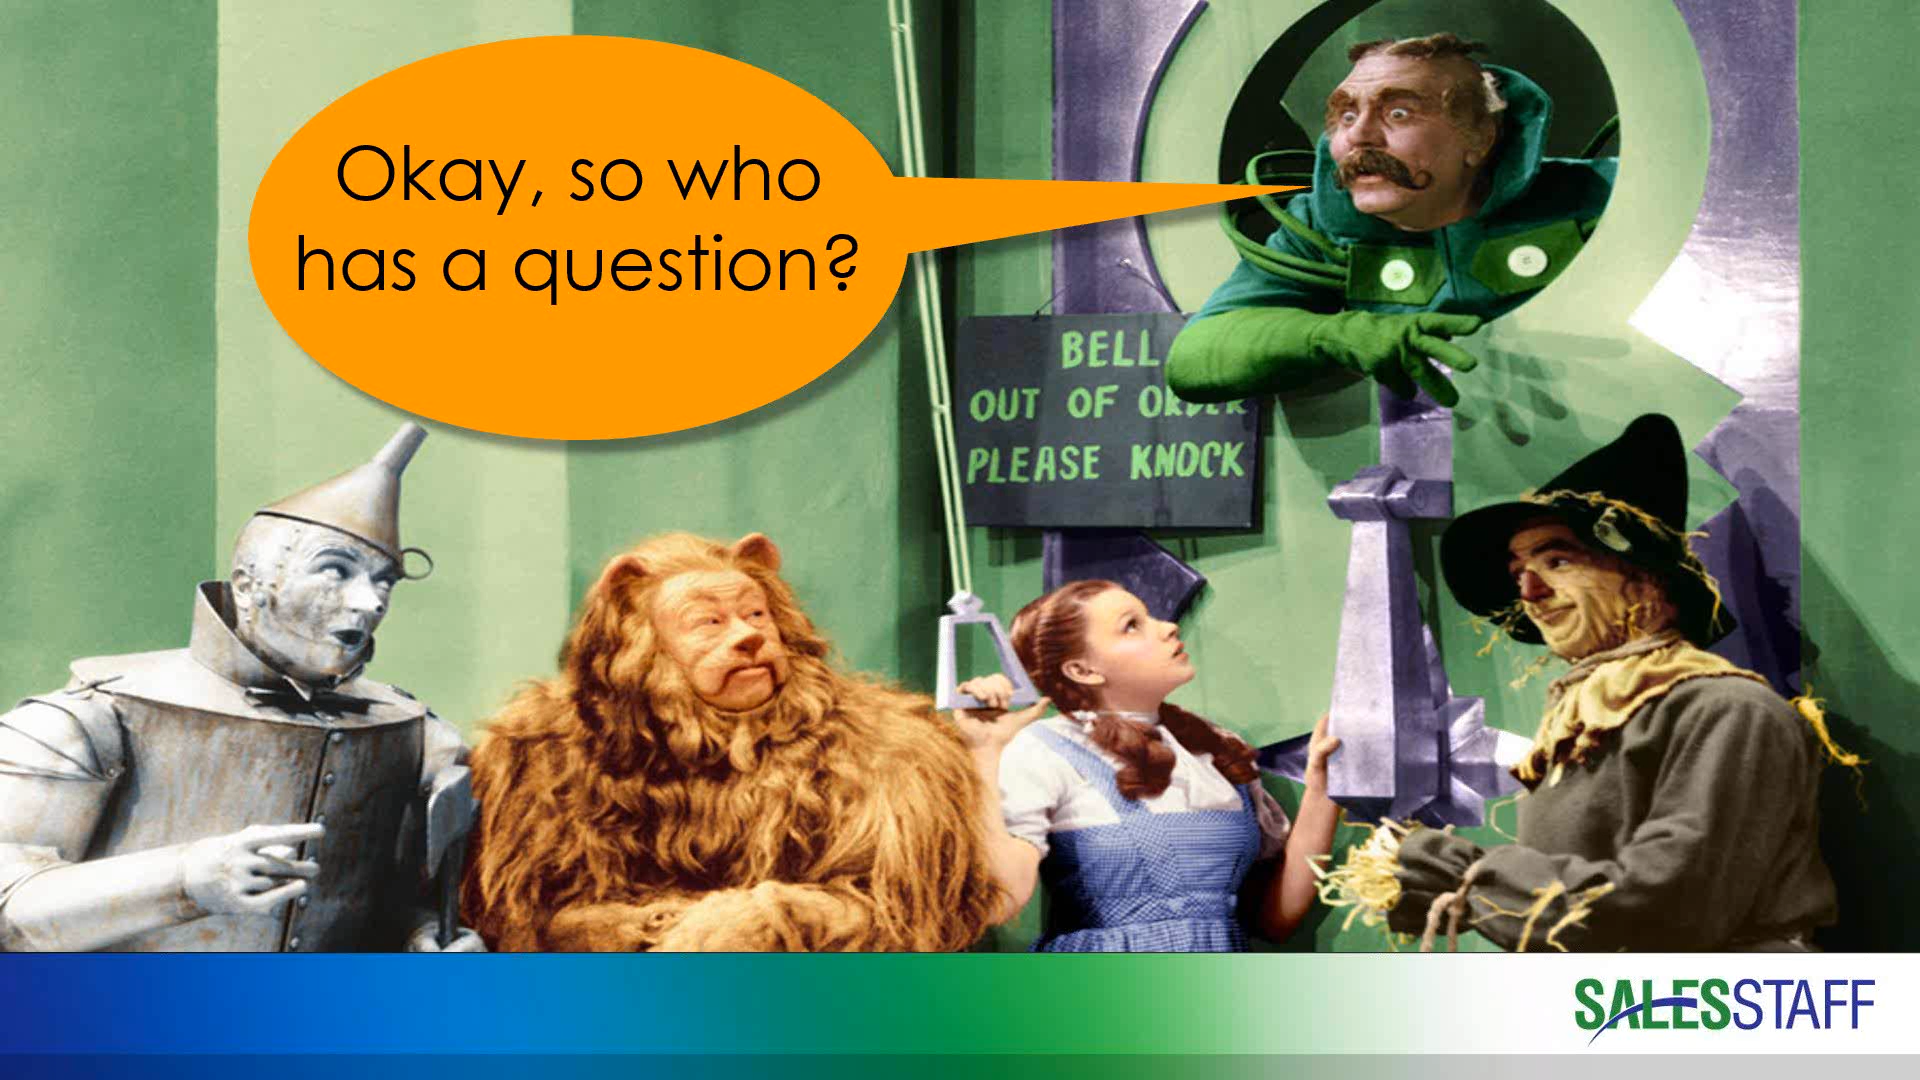 Okay, so who
has a question?
BELL
OUT OF ORDER
PLEASE KNOCK
SALESSTAFF